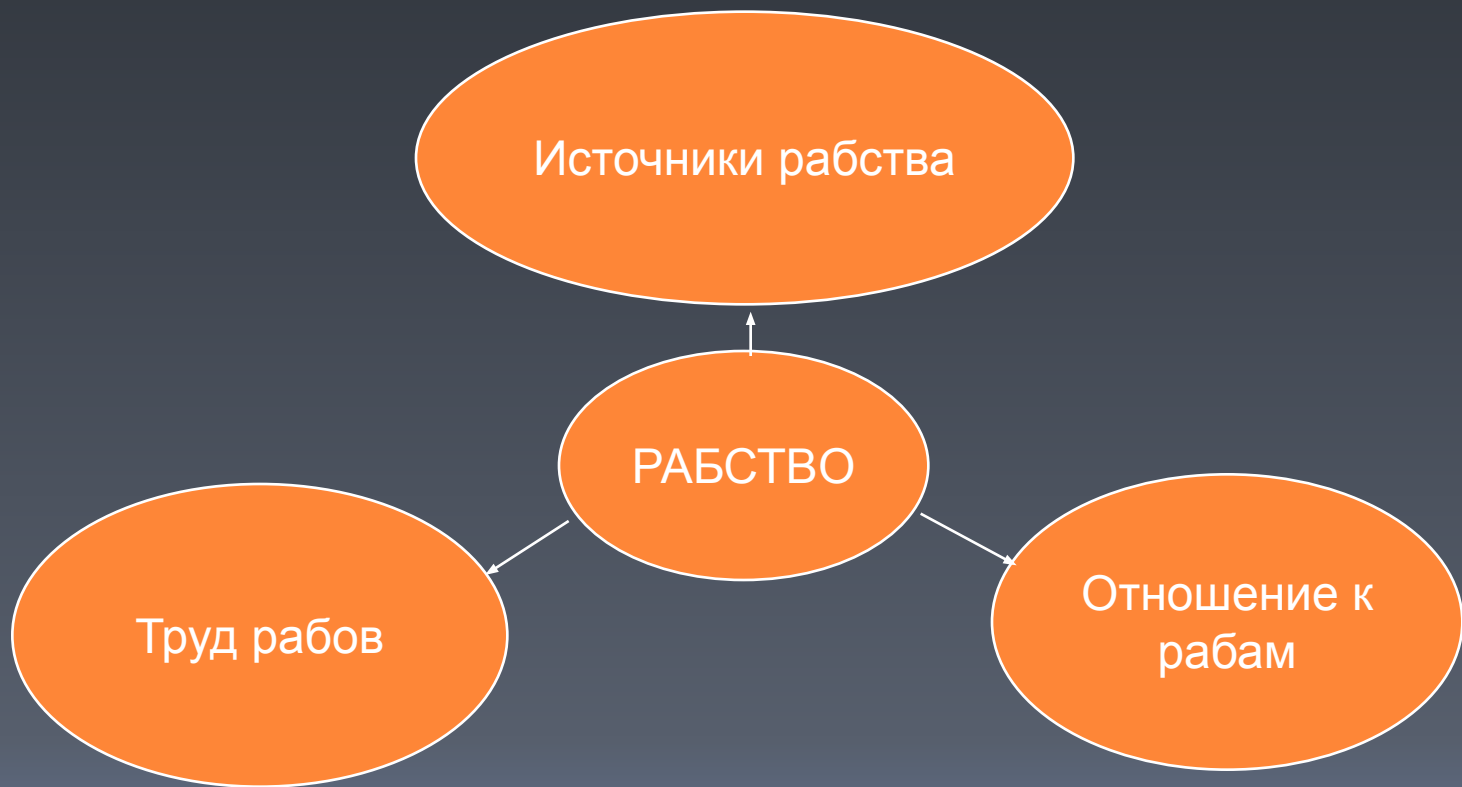 Источники рабства
РАБСТВО
Труд рабов
Отношение к
рабам